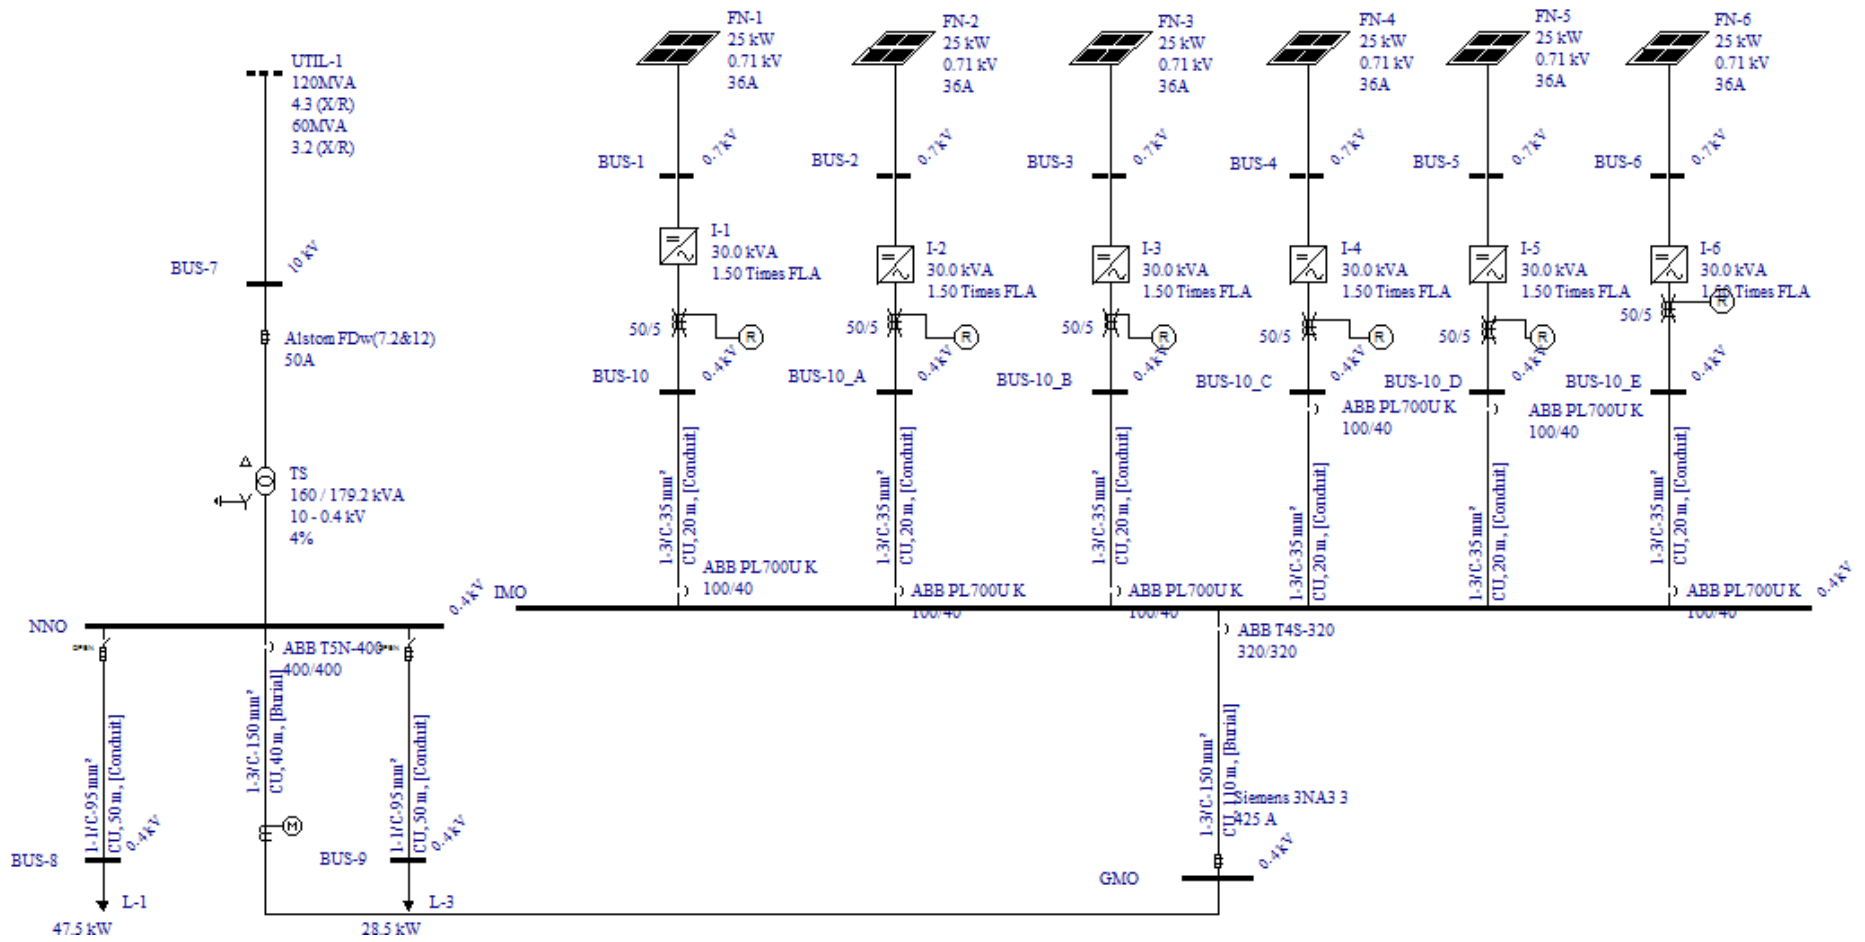 UTIL-1
120MVA
4.3 (X/R)
60MVA
3.2 (X/R)
BUS-7
10 kV
Alstom FDw(7.2&12)
50A
TS
160 / 179.2 kVA
10 - 0.4 kV
4%
NNO
0.4kV
OPEN
ABB T5N-400
400/400
OPEN
1-1/C-95 mm²
CU, 50 m, [Conduit]
1-3/C-150 mm²
CU, 40 m, [Burial]
1-1/C-95 mm²
CU, 50 m, [Conduit]
M
BUS-8
0.4kV
L-1
47.5 kW
BUS-9
0.4kV
L-3
28.5 kW
FN-1
25 kW
0.71 kV
36A
BUS-1
0.7kV
I-1
30.0 kVA
1.50 Times FLA
50/5
R
BUS-10
0.4kV
1-3/C-35 mm²
CU, 20 m, [Conduit]
ABB PL700U K
100/40
FN-2
25 kW
0.71 kV
36A
BUS-2
0.7kV
I-2
30.0 kVA
1.50 Times FLA
50/5
R
BUS-10_A
0.4kV
1-3/C-35 mm²
CU, 20 m, [Conduit]
ABB PL700U K
100/40
FN-3
25 kW
0.71 kV
36A
BUS-3
0.7kV
I-3
30.0 kVA
1.50 Times FLA
50/5
R
BUS-10_B
0.4kV
1-3/C-35 mm²
CU, 20 m, [Conduit]
ABB PL700U K
100/40
FN-4
25 kW
0.71 kV
36A
BUS-4
0.7kV
I-4
30.0 kVA
1.50 Times FLA
50/5
R
BUS-10_C
0.4kV
ABB PL700U K
100/40
1-3/C-35 mm²
CU, 20 m, [Conduit]
FN-5
25 kW
0.71 kV
36A
BUS-5
0.7kV
I-5
30.0 kVA
1.50 Times FLA
50/5
R
BUS-10_D
0.4kV
ABB PL700U K
100/40
1-3/C-35 mm²
CU, 20 m, [Conduit]
FN-6
25 kW
0.71 kV
36A
BUS-6
0.7kV
I-6
30.0 kVA
1.50 Times FLA
50/5
R
BUS-10_E
0.4kV
1-3/C-35 mm²
CU, 20 m, [Conduit]
ABB PL700U K
100/40
IMO
0.4kV
ABB T4S-320
320/320
1-3/C-150 mm²
CU, 110 m, [Burial]
Siemens 3NA3 3
425 A
GMO
0.4kV